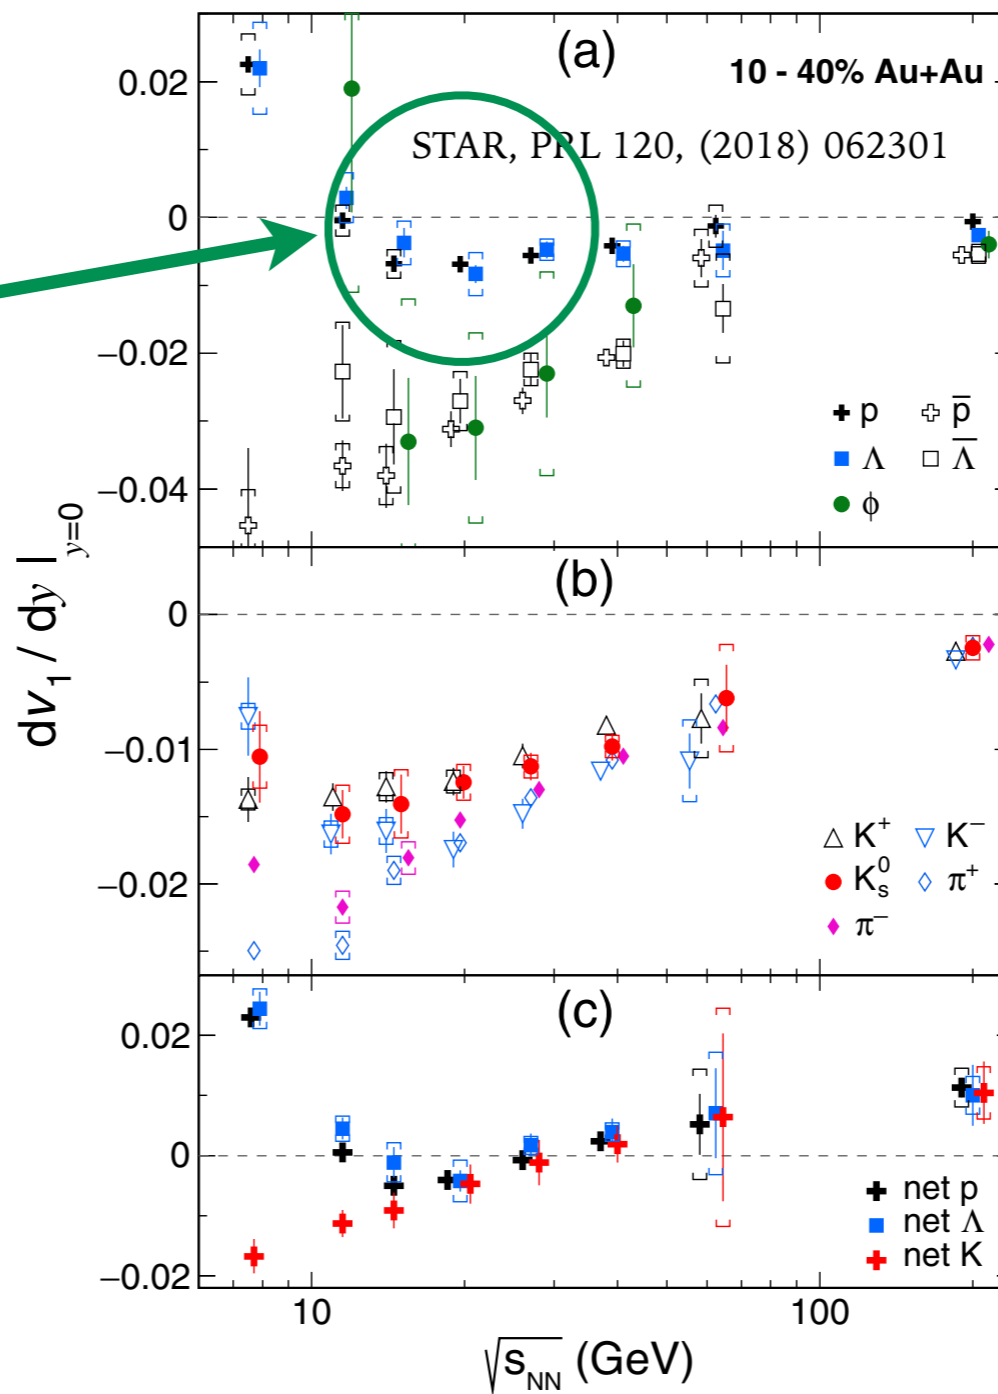 (a)
10 - 40% Au+Au
STAR, PRL 120, (2018) 062301
0.02
0
−0.02
−0.04
p p̅
Λ Λ̅
ϕ
dv₁ / dy |y=0
(b)
0
−0.01
−0.02
K⁺ K⁻
K⁰ₛ π⁺
π⁻
(c)
0.02
0
−0.02
net p
net Λ
net K
10 100
√sNN (GeV)